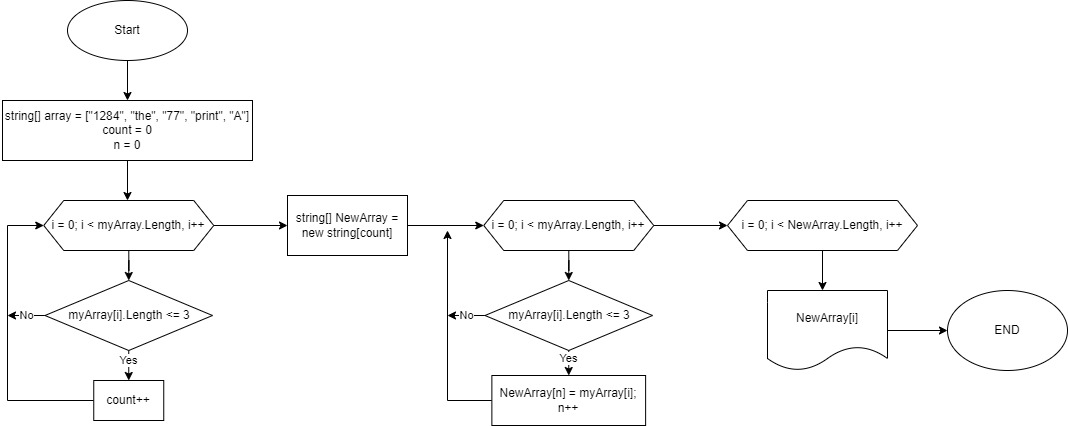 Start
string[] array = ["1284", "the", "77", "print", "A"]
count = 0
n = 0
i = 0; i < myArray.Length, i++
myArray[i].Length <= 3
No
Yes
count++
string[] NewArray =
new string[count]
i = 0; i < myArray.Length, i++
myArray[i].Length <= 3
No
Yes
NewArray[n] = myArray[i];
n++
i = 0; i < NewArray.Length, i++
NewArray[i]
END